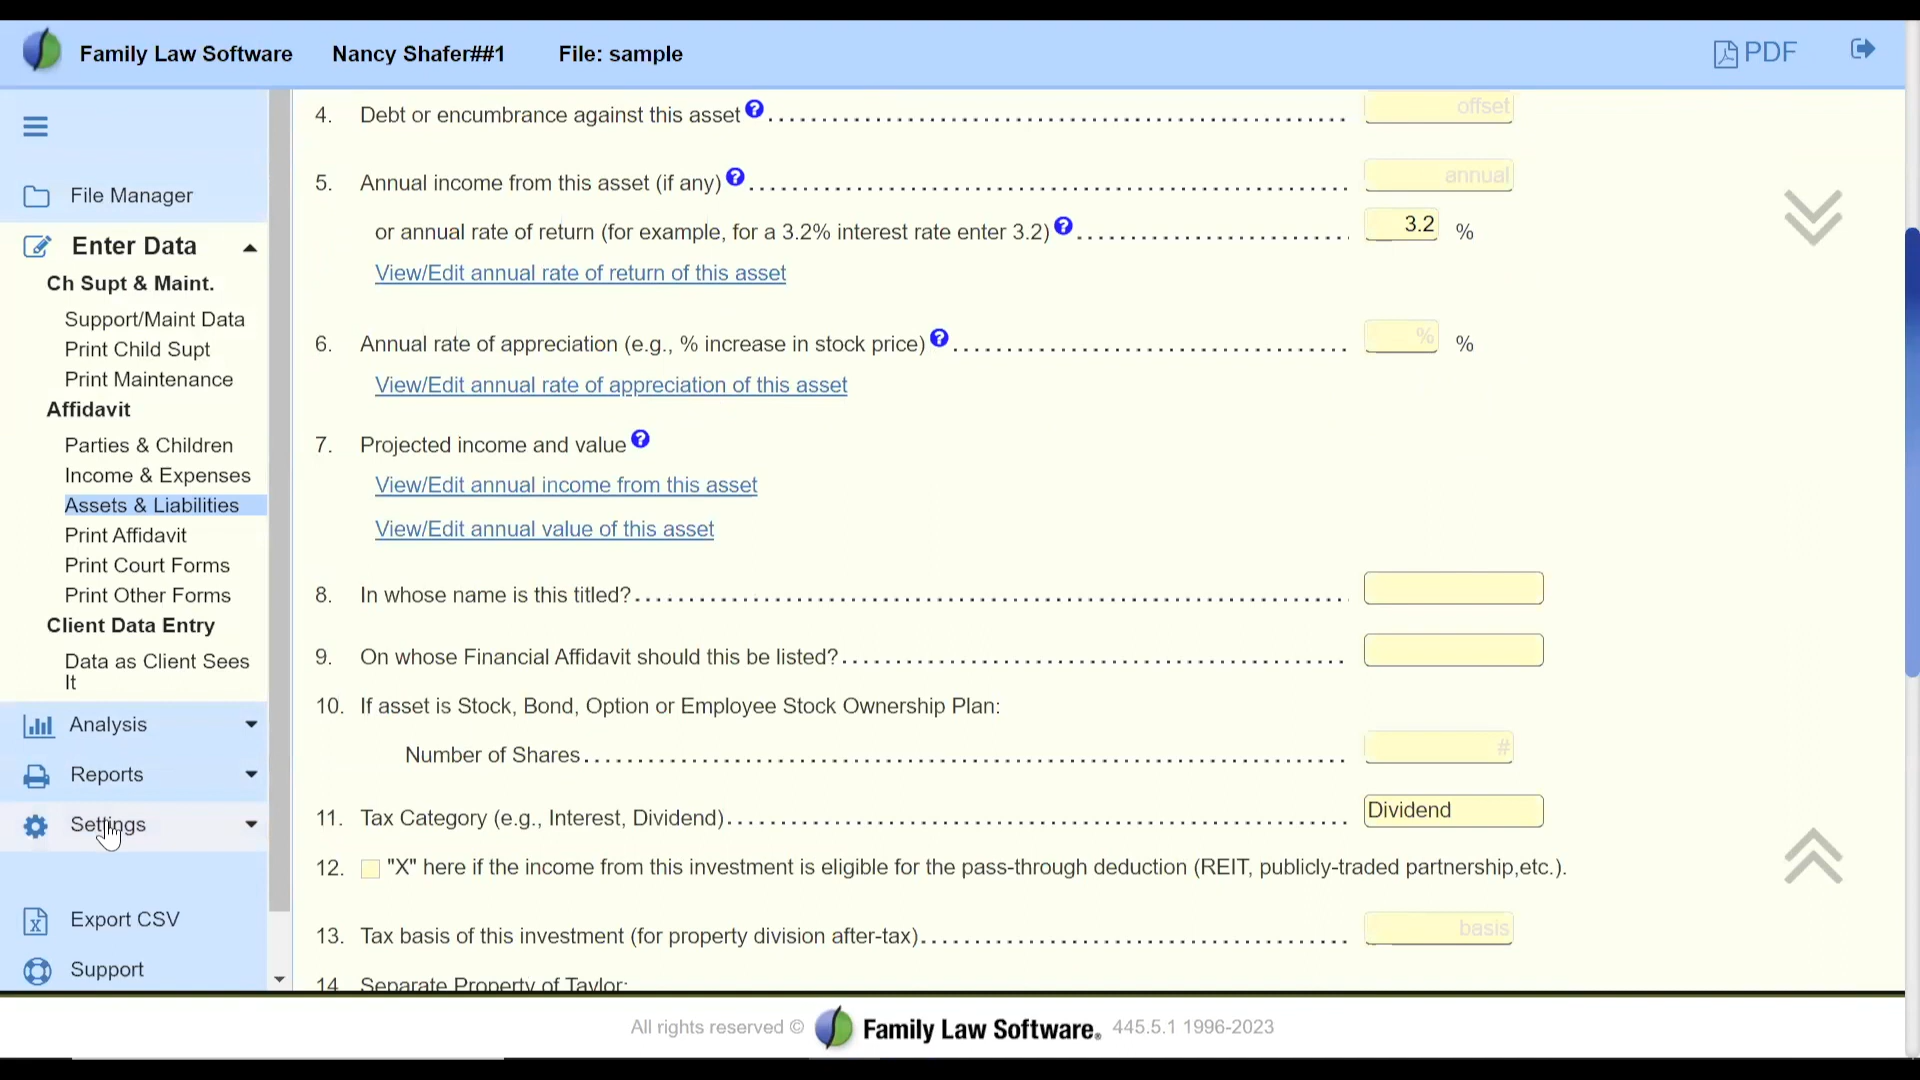 Family Law Software Nancy Shafer##1 File: sample PDF
File Manager
Enter Data
Ch Supt & Maint.
Support/Maint Data
Print Child Supt
Print Maintenance
Affidavit
Parties & Children
Income & Expenses
Assets & Liabilities
Print Affidavit
Print Court Forms
Print Other Forms
Client Data Entry
Data as Client Sees
It
Analysis
Reports
Settings
Export CSV
Support
4. Debt or encumbrance against this asset ? offset
5. Annual income from this asset (if any) ? annual
or annual rate of return (for example, for a 3.2% interest rate enter 3.2) ? 3.2 %
View/Edit annual rate of return of this asset
6. Annual rate of appreciation (e.g., % increase in stock price) ? % %
View/Edit annual rate of appreciation of this asset
7. Projected income and value ?
View/Edit annual income from this asset
View/Edit annual value of this asset
8. In whose name is this titled?
9. On whose Financial Affidavit should this be listed?
10. If asset is Stock, Bond, Option or Employee Stock Ownership Plan:
Number of Shares #
11. Tax Category (e.g., Interest, Dividend) Dividend
12. "X" here if the income from this investment is eligible for the pass-through deduction (REIT, publicly-traded partnership,etc.).
13. Tax basis of this investment (for property division after-tax) basis
14. Separate Property of Taylor:
All rights reserved © Family Law Software® 445.5.1 1996-2023